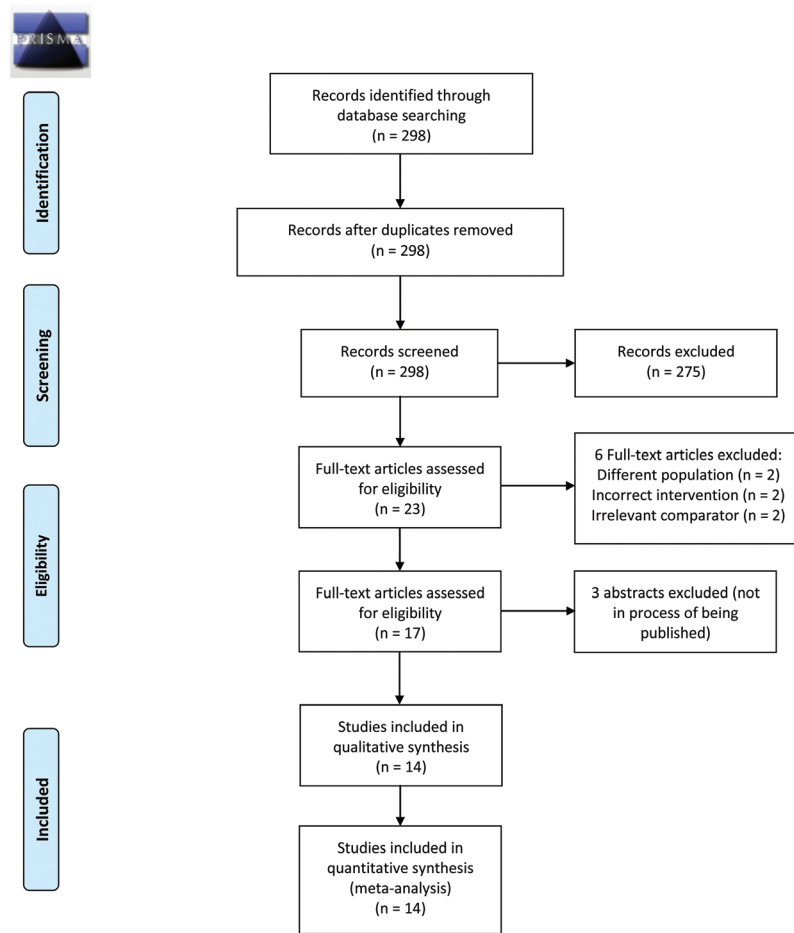 PRISMA
Identification
Records identified through
database searching
(n = 298)
Records after duplicates removed
(n = 298)
Screening
Records screened
(n = 298)
Records excluded
(n = 275)
Eligibility
Full-text articles assessed
for eligibility
(n = 23)
6 Full-text articles excluded:
Different population (n = 2)
Incorrect intervention (n = 2)
Irrelevant comparator (n = 2)
Full-text articles assessed
for eligibility
(n = 17)
3 abstracts excluded (not
in process of being
published)
Included
Studies included in
qualitative synthesis
(n = 14)
Studies included in
quantitative synthesis
(meta-analysis)
(n = 14)